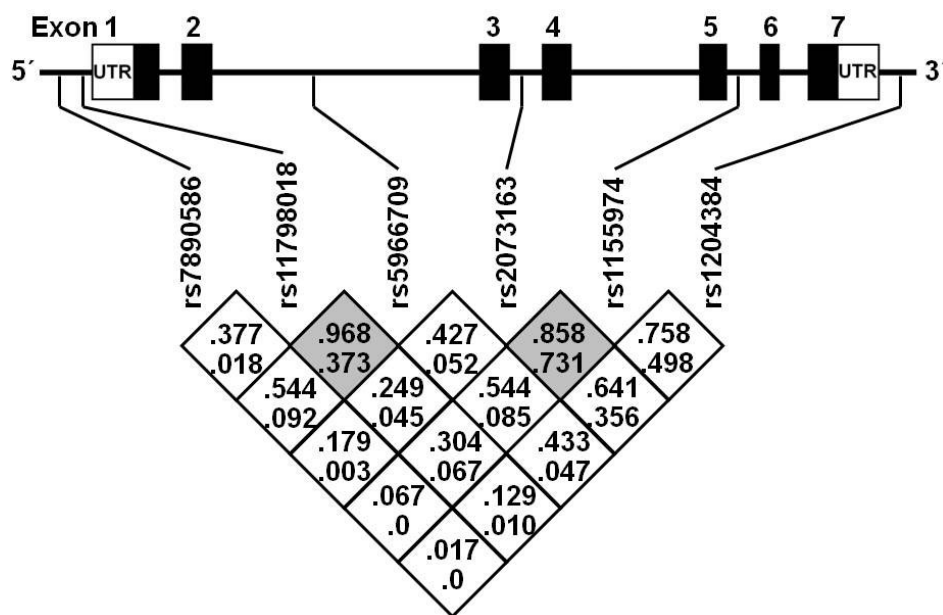 Exon 1 2 3 4 5 6 7
5´ UTR UTR 3´
rs7890586 rs11798018 rs5966709 rs2073163 rs1155974 rs1204384
.377 .968 .427 .858 .758
.018 .373 .052 .731 .498
.544 .249 .544 .641
.092 .045 .085 .356
.179 .304 .433
.003 .067 .047
.067 .129
.0 .010
.017
.0